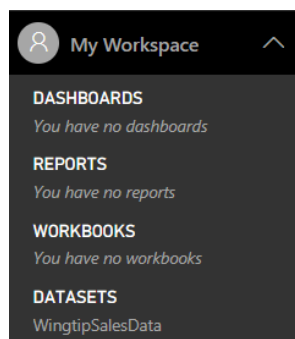 My Workspace
DASHBOARDS
You have no dashboards
REPORTS
You have no reports
WORKBOOKS
You have no workbooks
DATASETS
WingtipSalesData